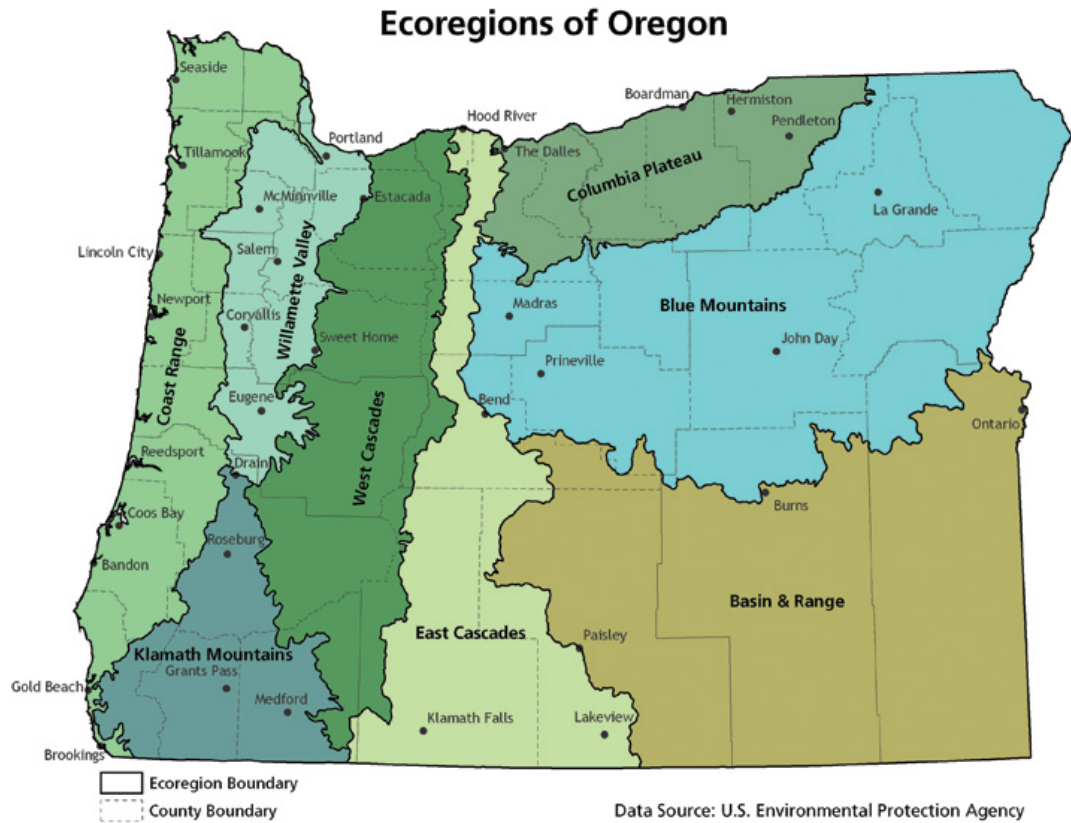 Ecoregions of Oregon
Seaside
Tillamook
Lincoln City
Newport
Coast Range
Reedsport
Coos Bay
Bandon
Gold Beach
Brookings
Portland
McMinnville
Salem
Willamette Valley
Corvallis
Sweet Home
Eugene
Drain
Roseburg
Klamath Mountains
Grants Pass
Medford
Estacada
West Cascades
Hood River
The Dalles
Boardman
Hermiston
Pendleton
Columbia Plateau
La Grande
Blue Mountains
Madras
Prineville
John Day
Bend
Ontario
Burns
Basin & Range
East Cascades
Paisley
Klamath Falls
Lakeview
Ecoregion Boundary
County Boundary
Data Source: U.S. Environmental Protection Agency